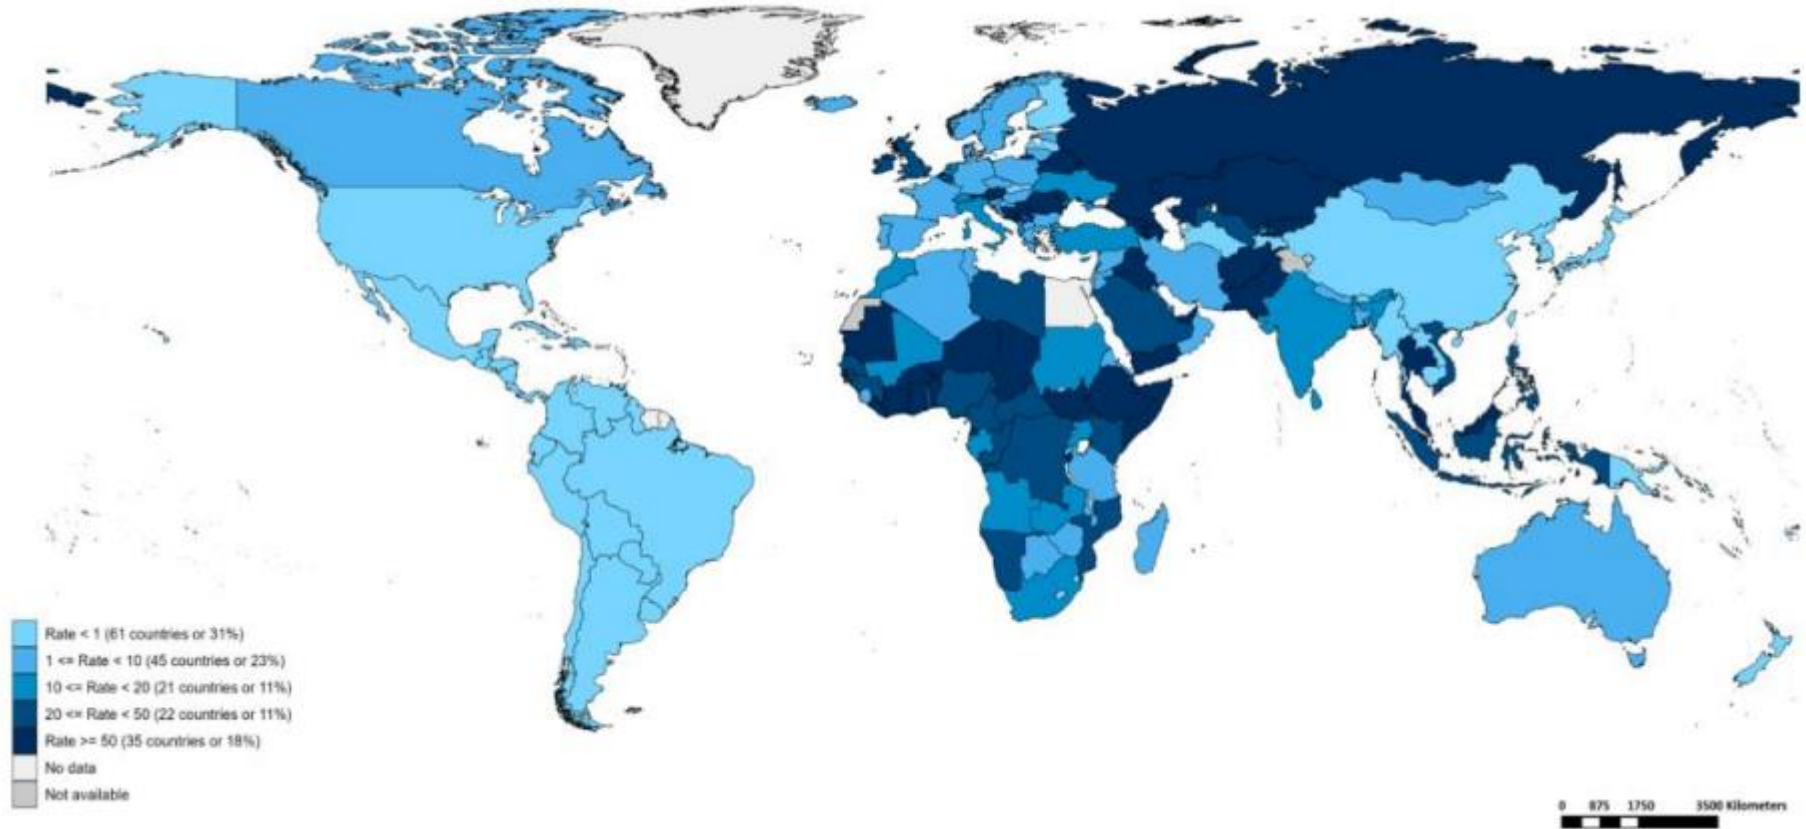 Rate < 1 (61 countries or 31%)
1 <= Rate < 10 (45 countries or 23%)
10 <= Rate < 20 (21 countries or 11%)
20 <= Rate < 50 (22 countries or 11%)
Rate >= 50 (35 countries or 18%)
No data
Not available
0 875 1750 3500 Kilometers